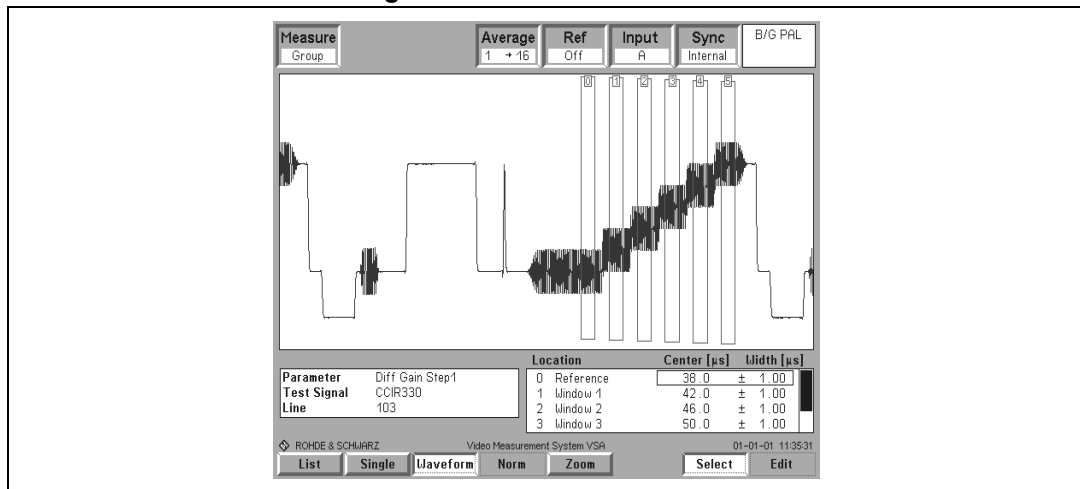 Measure Average Ref Input Sync B/G PAL
Group 1 → 16 Off A Internal
0 1 2 3 4 5
Location Center [µs] Width [µs]
Parameter Diff Gain Step1
Test Signal CCIR330
Line 103
0 Reference 38.0 ± 1.00
1 Window 1 42.0 ± 1.00
2 Window 2 46.0 ± 1.00
3 Window 3 50.0 ± 1.00
ROHDE & SCHWARZ Video Measurement System VSA 01-01-01 11:35:31
List Single Waveform Norm Zoom Select Edit